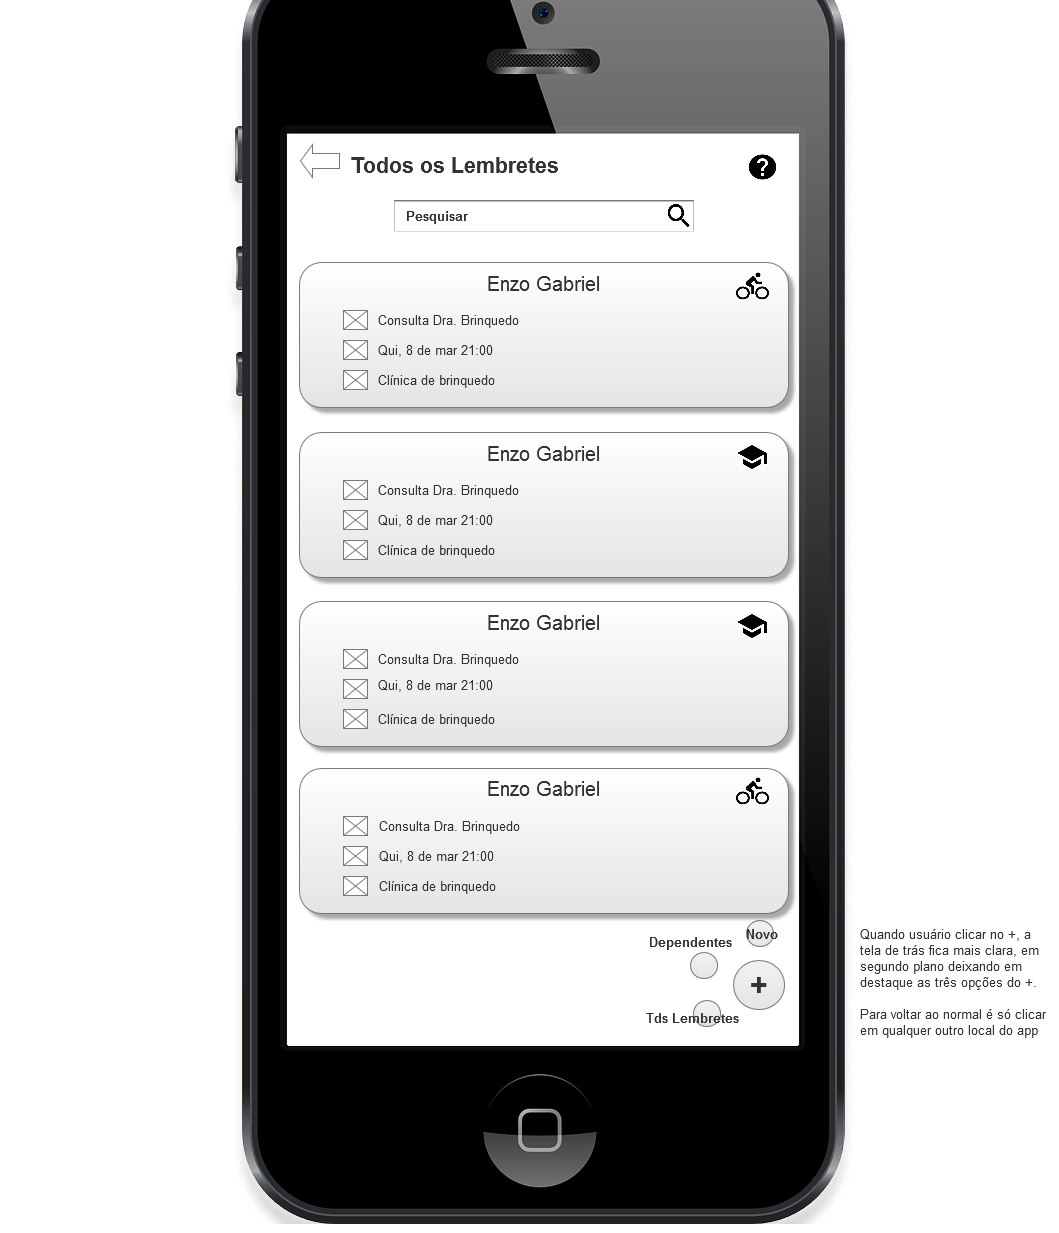 Todos os Lembretes
?
Pesquisar
Enzo Gabriel
Consulta Dra. Brinquedo
Qui, 8 de mar 21:00
Clínica de brinquedo
Enzo Gabriel
Consulta Dra. Brinquedo
Qui, 8 de mar 21:00
Clínica de brinquedo
Enzo Gabriel
Consulta Dra. Brinquedo
Qui, 8 de mar 21:00
Clínica de brinquedo
Enzo Gabriel
Consulta Dra. Brinquedo
Qui, 8 de mar 21:00
Clínica de brinquedo
Novo
Dependentes
+
Tds Lembretes
Quando usuário clicar no +, a
tela de trás fica mais clara, em
segundo plano deixando em
destaque as três opções do +.
Para voltar ao normal é só clicar
em qualquer outro local do app